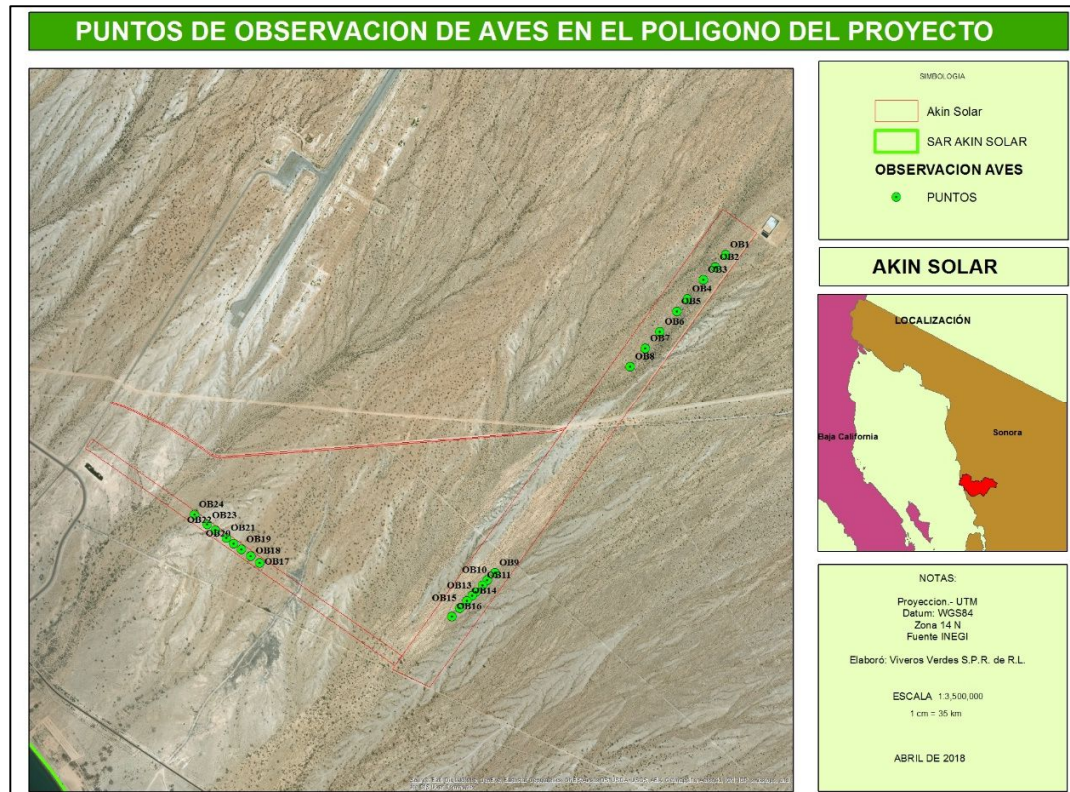 PUNTOS DE OBSERVACION DE AVES EN EL POLIGONO DEL PROYECTO
SIMBOLOGIA
Akin Solar
SAR AKIN SOLAR
OBSERVACION AVES
PUNTOS
AKIN SOLAR
LOCALIZACIÓN
Baja California
Sonora
NOTAS:
Proyeccion.- UTM
Datum: WGS84
Zona 14 N
Fuente INEGI
Elaboró: Viveros Verdes S.P.R. de R.L.
ESCALA 1:3,500,000
1 cm = 35 km
ABRIL DE 2018
OB1
OB2
OB3
OB4
OB5
OB6
OB7
OB8
OB9
OB10
OB11
OB13
OB14
OB15
OB16
OB24
OB23
OB22
OB21
OB20
OB19
OB18
OB17